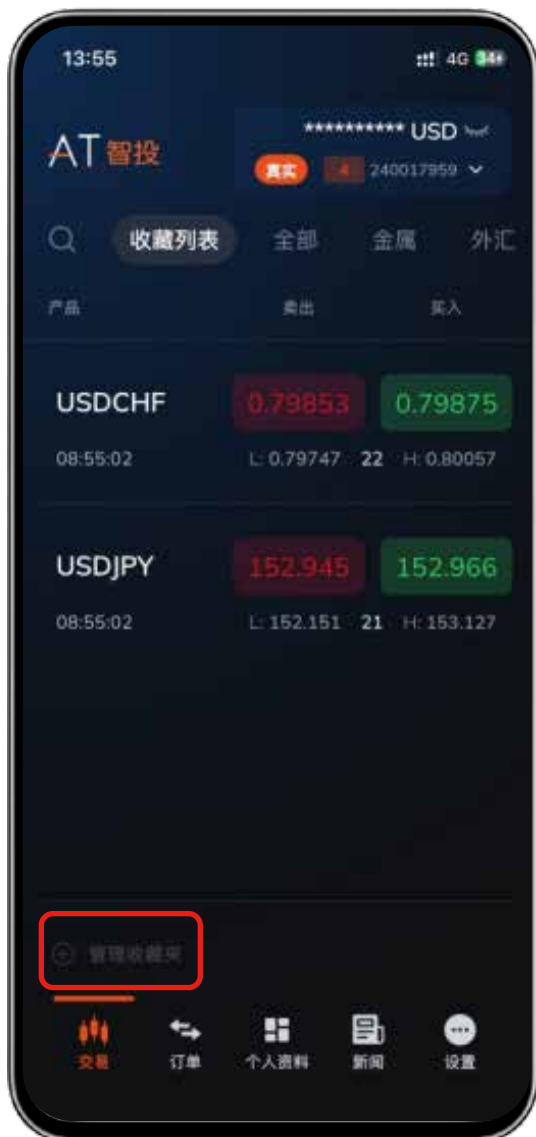 13:55 4G 34
AT 智投
********** USD
真实 4 240017959
收藏列表 全部 金属 外汇
产品 卖出 买入
USDCHF 0.79853 0.79875
08:55:02 L: 0.79747 22 H: 0.80057
USDJPY 152.945 152.966
08:55:02 L: 152.151 21 H: 153.127
管理收藏夹
交易 订单 个人资料 新闻 设置